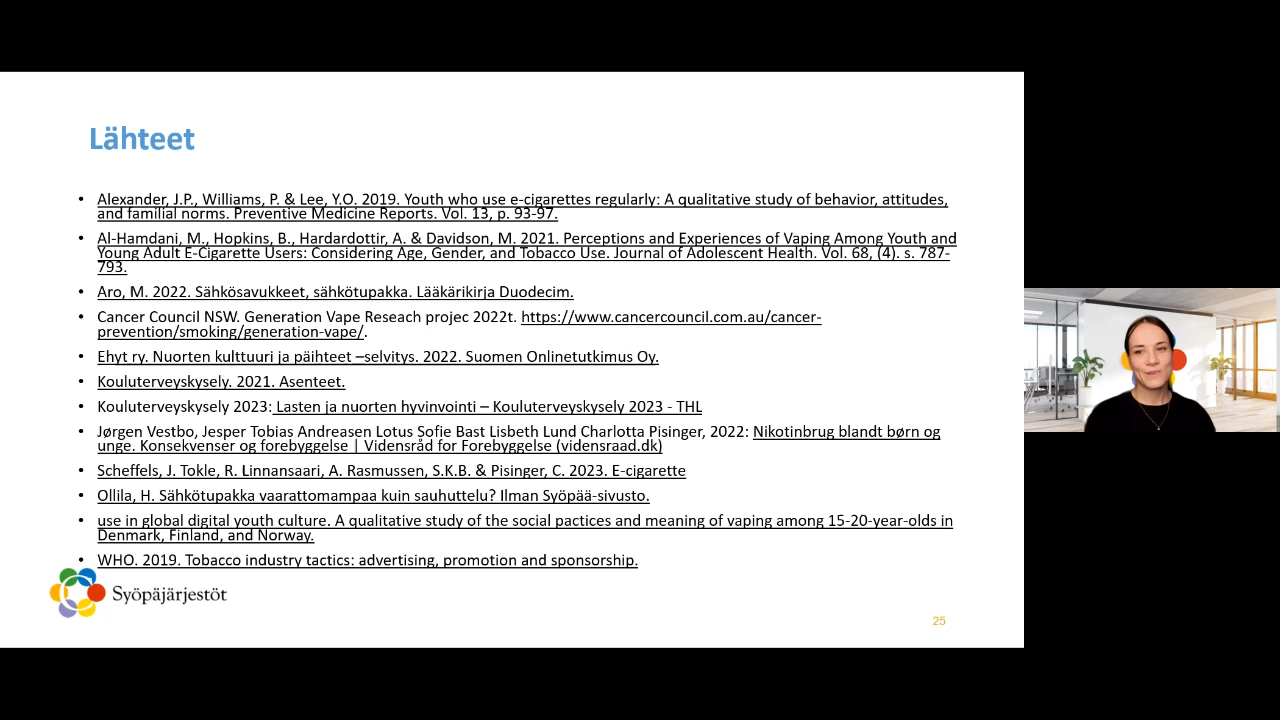 Lähteet
• Alexander, J.P., Williams, P. & Lee, Y.O. 2019. Youth who use e-cigarettes regularly: A qualitative study of behavior, attitudes,
and familial norms. Preventive Medicine Reports. Vol. 13, p. 93-97.
• Al-Hamdani, M., Hopkins, B., Hardardottir, A. & Davidson, M. 2021. Perceptions and Experiences of Vaping Among Youth and
Young Adult E-Cigarette Users: Considering Age, Gender, and Tobacco Use. Journal of Adolescent Health. Vol. 68, (4). s. 787-
793.
• Aro, M. 2022. Sähkösavukkeet, sähkötupakka. Lääkärikirja Duodecim.
• Cancer Council NSW. Generation Vape Reseach projec 2022t. https://www.cancercouncil.com.au/cancer-
prevention/smoking/generation-vape/.
• Ehyt ry. Nuorten kulttuuri ja päihteet –selvitys. 2022. Suomen Onlinetutkimus Oy.
• Kouluterveyskysely. 2021. Asenteet.
• Kouluterveyskysely 2023: Lasten ja nuorten hyvinvointi – Kouluterveyskysely 2023 - THL
• Jørgen Vestbo, Jesper Tobias Andreasen Lotus Sofie Bast Lisbeth Lund Charlotta Pisinger, 2022: Nikotinbrug blandt børn og
unge. Konsekvenser og forebyggelse | Vidensråd for Forebyggelse (vidensraad.dk)
• Scheffels, J. Tokle, R. Linnansaari, A. Rasmussen, S.K.B. & Pisinger, C. 2023. E-cigarette
• Ollila, H. Sähkötupakka vaarattomampaa kuin sauhuttelu? Ilman Syöpää-sivusto.
• use in global digital youth culture. A qualitative study of the social pactices and meaning of vaping among 15-20-year-olds in
Denmark, Finland, and Norway.
• WHO. 2019. Tobacco industry tactics: advertising, promotion and sponsorship.
Syöpäjärjestöt
25